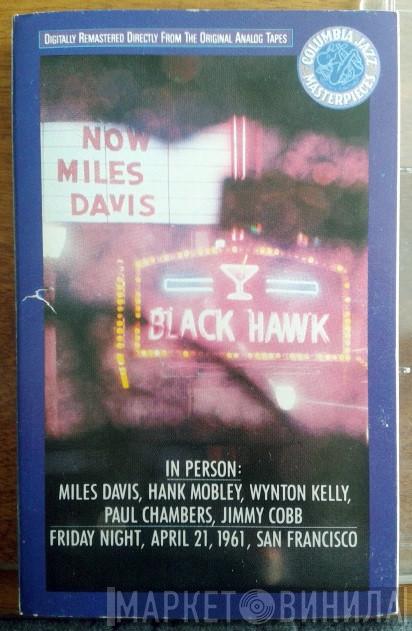 DIGITALLY REMASTERED DIRECTLY FROM THE ORIGINAL ANALOG TAPES
COLUMBIA JAZZ
MASTERPIECES
NOW
MILES
DAVIS
BLACK HAWK
IN PERSON:
MILES DAVIS, HANK MOBLEY, WYNTON KELLY,
PAUL CHAMBERS, JIMMY COBB
FRIDAY NIGHT, APRIL 21, 1961, SAN FRANCISCO
МАРКЕТ ВИНИЛА